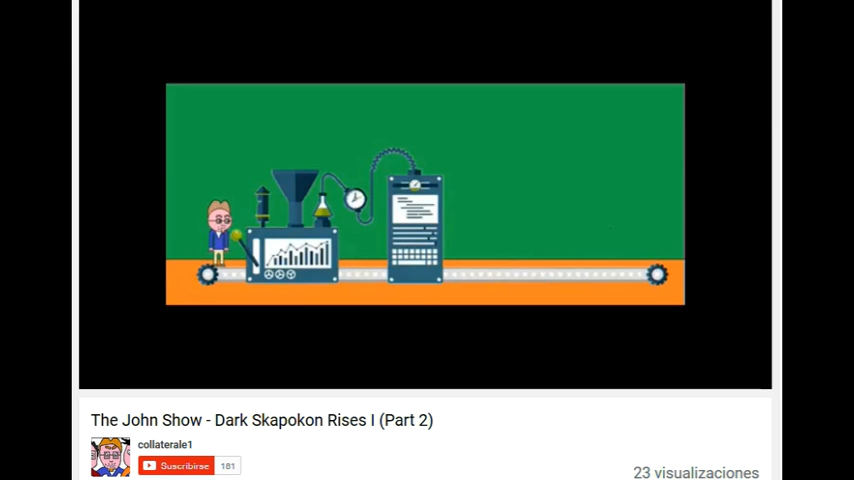 The John Show - Dark Skapokon Rises I (Part 2)
collaterale1
Suscribirse 181
23 visualizaciones